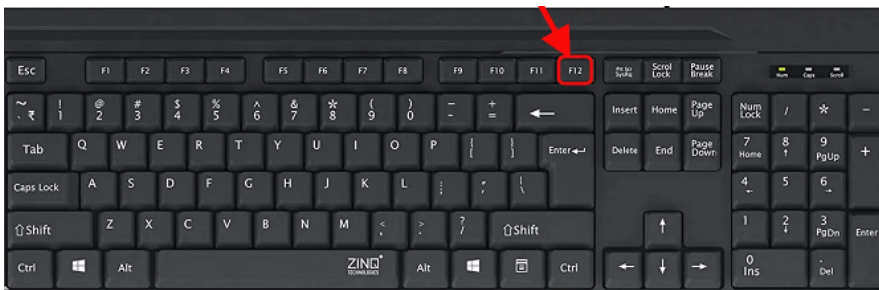 Esc F1 F2 F3 F4 F5 F6 F7 F8 F9 F10 F11 F12 Prt Scr Scrol Pause
SysRq Lock Break
Num Caps Scroll
~ ! @ # $ % ^ & * ( ) _ + Insert Home Page Num / * -
` ₹ 1 2 3 4 5 6 7 8 9 0 - = ← Up Lock
Tab Q W E R T Y U I O P { } Enter↵ Delete End Page 7 8 9 +
[ ] Down Home ↑ PgUp
Caps Lock A S D F G H J K L : " | 4 5 6
; ' \ ← →
⇧Shift Z X C V B N M < > ? ⇧Shift ↑ 1 2 3 Enter
, . / ↓ PgDn
Ctrl Alt ZINQ Alt Ctrl ← ↓ → 0 .
TECHNOLOGIES Ins Del